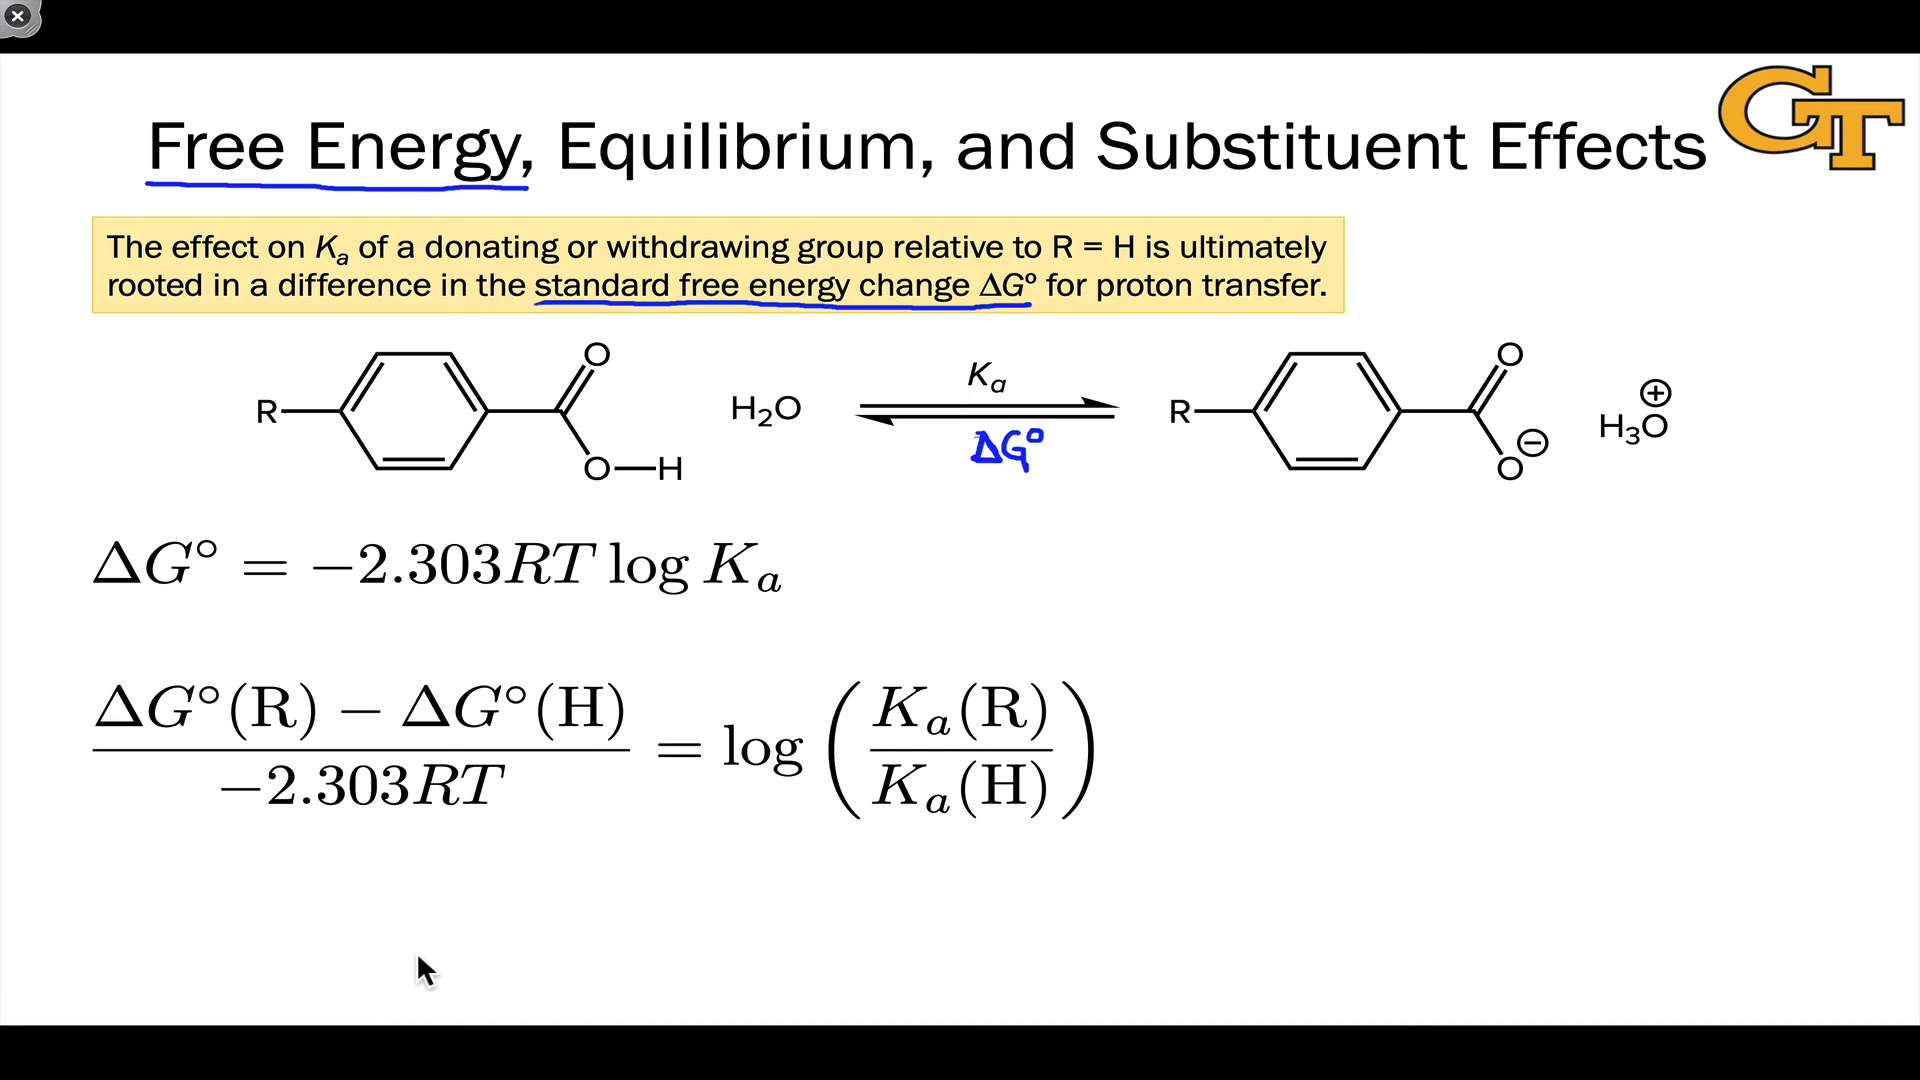 Free Energy, Equilibrium, and Substituent Effects
GT
The effect on Kₐ of a donating or withdrawing group relative to R = H is ultimately
rooted in a difference in the standard free energy change ΔG° for proton transfer.
R O O—H H₂O Kₐ ΔG° R O O⊖ H₃O⊕
ΔG° = −2.303RT log Kₐ
(ΔG°(R) − ΔG°(H)) / (−2.303RT) = log (Kₐ(R) / Kₐ(H))